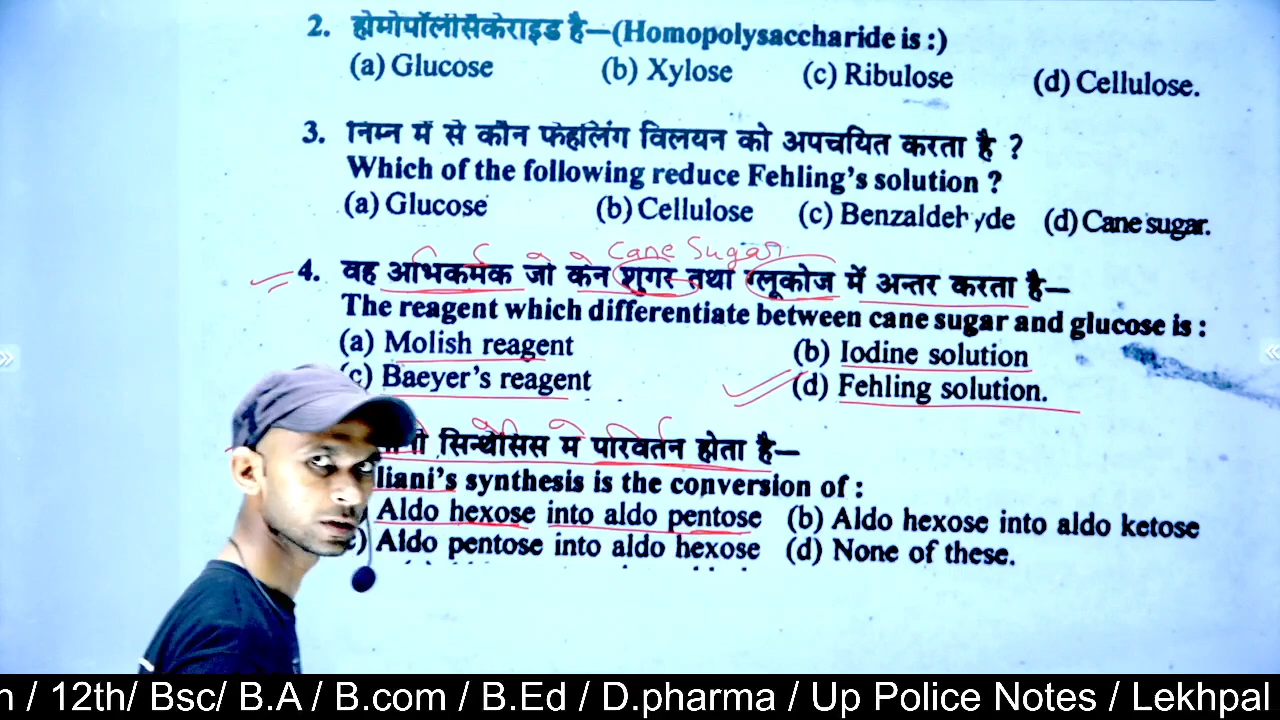 2. होमोपॉलीसैकेराइड है—(Homopolysaccharide is :)
(a) Glucose (b) Xylose (c) Ribulose (d) Cellulose.
3. निम्न में से कौन फेहलिंग विलयन को अपचयित करता है ?
Which of the following reduce Fehling's solution ?
(a) Glucose (b) Cellulose (c) Benzaldehyde (d) Cane sugar.
Cane Sugar
4. वह अभिकर्मक जो केन शुगर तथा ग्लूकोज में अन्तर करता है—
The reagent which differentiate between cane sugar and glucose is :
(a) Molish reagent (b) Iodine solution
(c) Baeyer's reagent (d) Fehling solution.
सिन्थेसिस में परिवर्तन होता है—
liani's synthesis is the conversion of :
Aldo hexose into aldo pentose (b) Aldo hexose into aldo ketose
) Aldo pentose into aldo hexose (d) None of these.
/ 12th/ Bsc/ B.A / B.com / B.Ed / D.pharma / Up Police Notes / Lekhpal